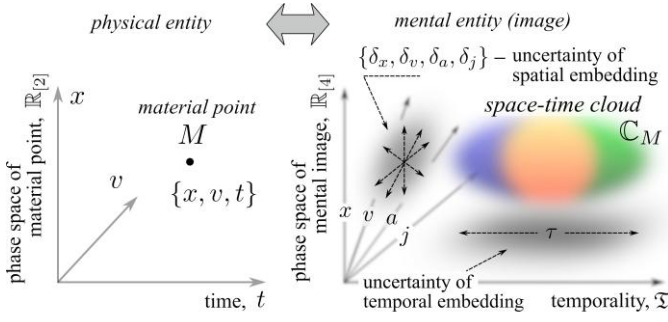 physical entity
mental entity (image)
{δx, δv, δa, δj} – uncertainty of
spatial embedding
phase space of
material point, ℝ[2]
x
material point
M
v
{x, v, t}
time, t
phase space of
mental image, ℝ[4]
space-time cloud
ℂM
x v a
j
τ
uncertainty of
temporal embedding
temporality, 𝔗